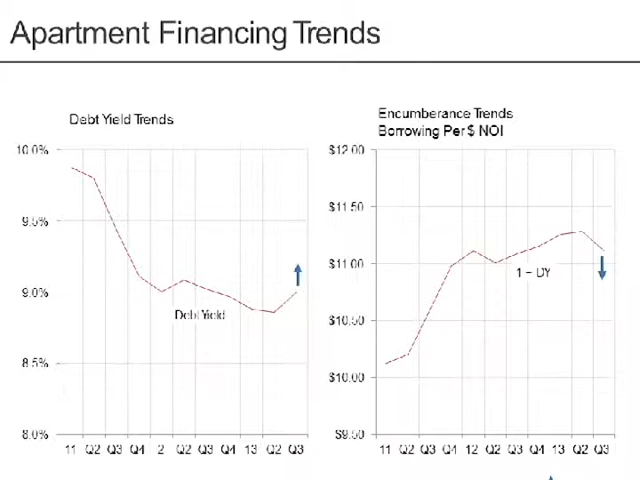 Apartment Financing Trends
Debt Yield Trends
10.0%
9.5%
9.0%
8.5%
8.0%
Debt Yield
11 Q2 Q3 Q4 2 Q2 Q3 Q4 13 Q2 Q3
Encumberance Trends
Borrowing Per $ NOI
$12.00
$11.50
$11.00
$10.50
$10.00
$9.50
1 ÷ DY
11 Q2 Q3 Q4 12 Q2 Q3 Q4 13 Q2 Q3